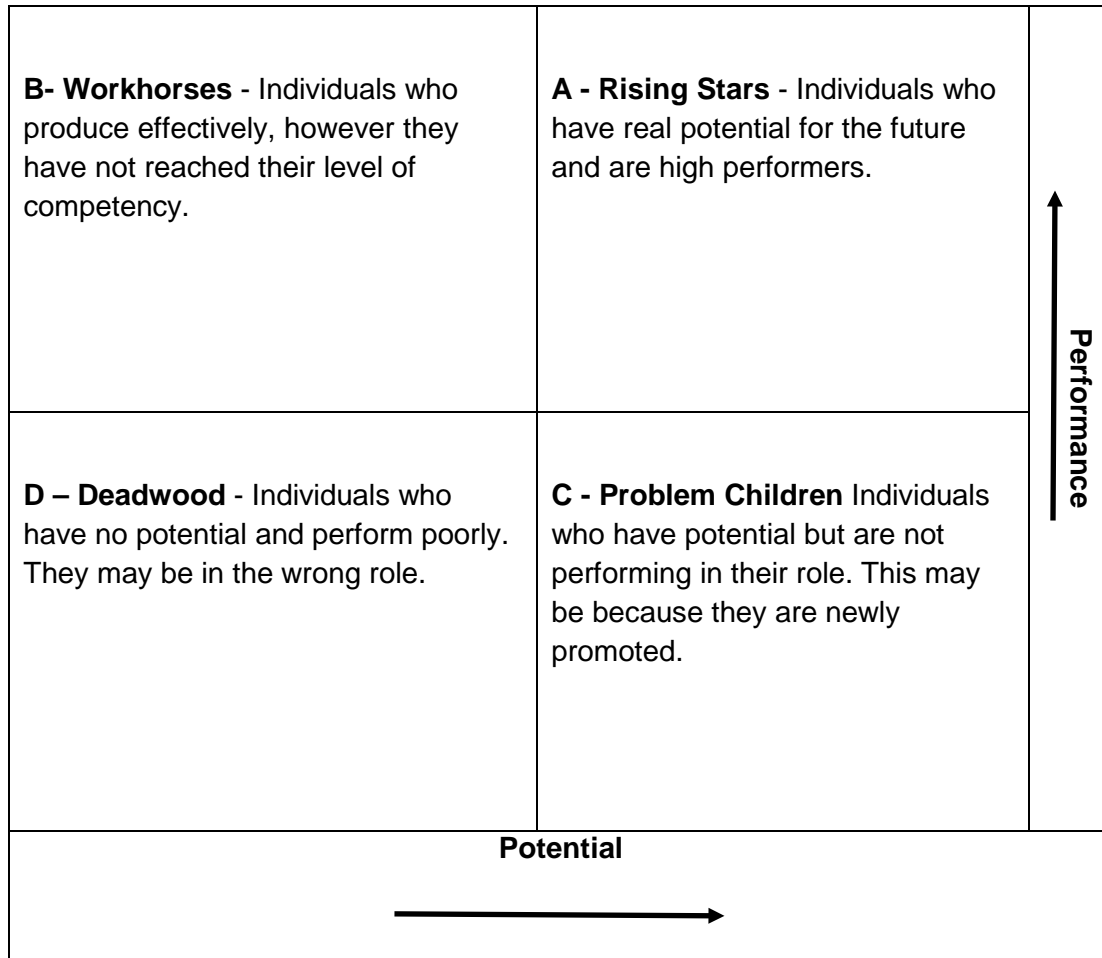 B- Workhorses - Individuals who
produce effectively, however they
have not reached their level of
competency.
A - Rising Stars - Individuals who
have real potential for the future
and are high performers.
Performance
D – Deadwood - Individuals who
have no potential and perform poorly.
They may be in the wrong role.
C - Problem Children Individuals
who have potential but are not
performing in their role. This may
be because they are newly
promoted.
Potential